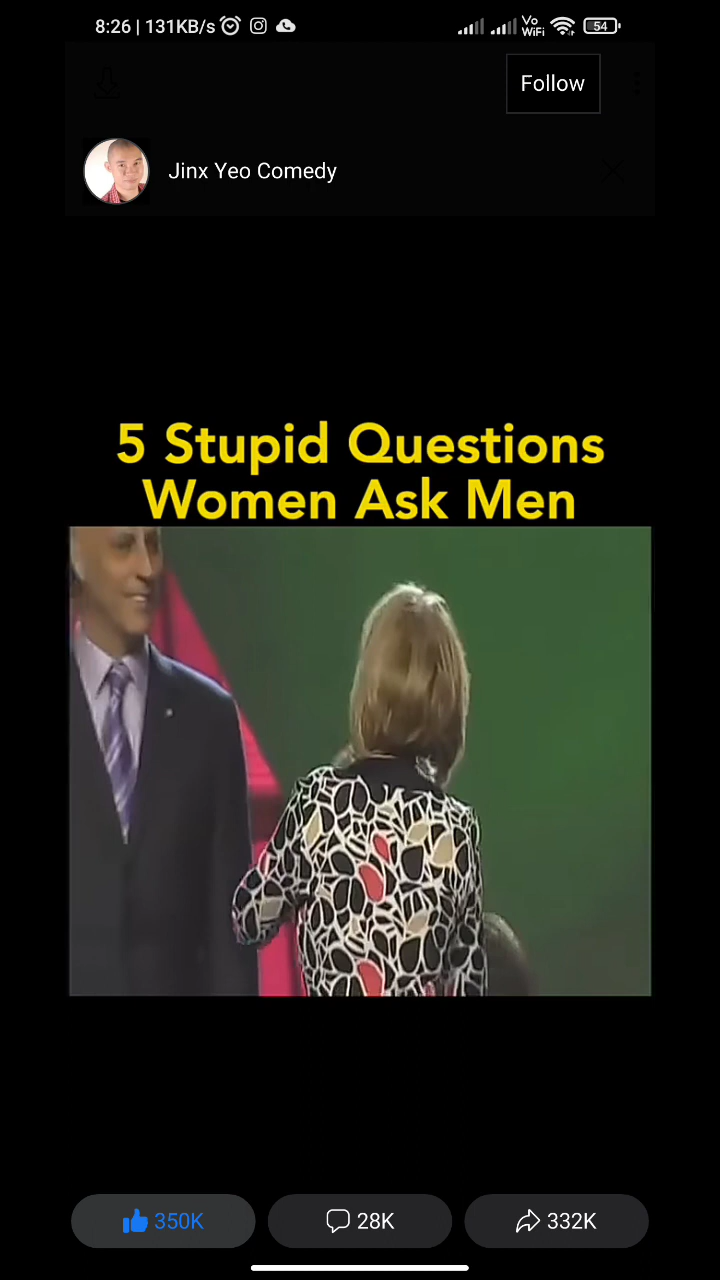 8:26 | 131KB/s Vo WiFi 54
Follow
Jinx Yeo Comedy
5 Stupid Questions
Women Ask Men
350K 28K 332K